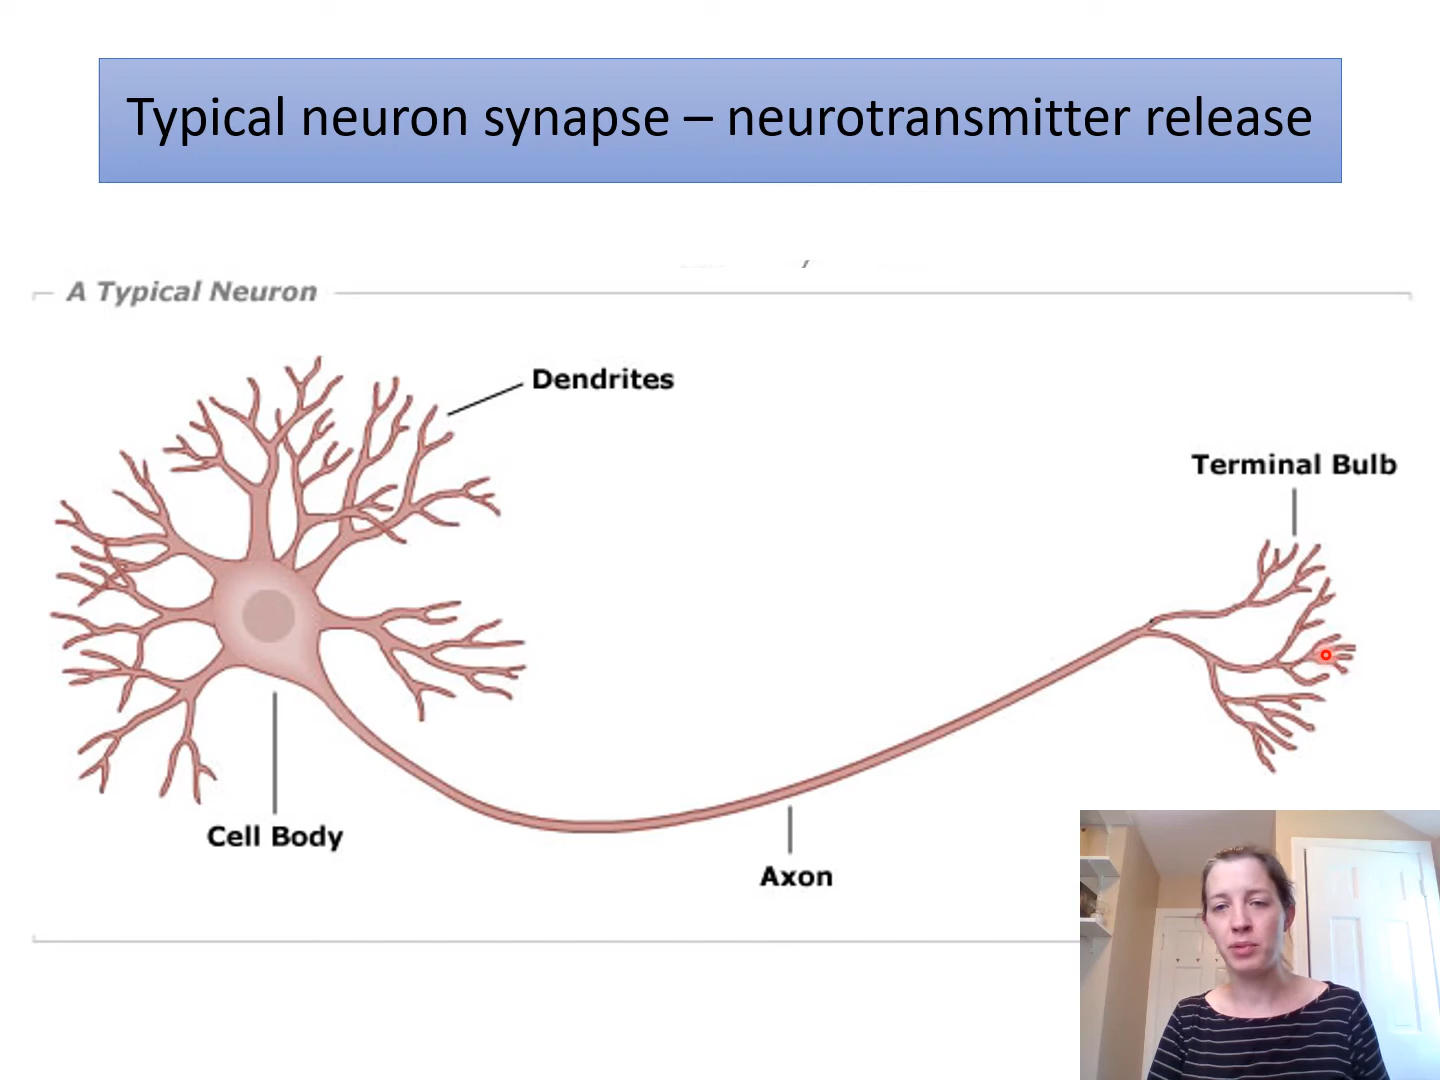 Typical neuron synapse – neurotransmitter release
A Typical Neuron
Dendrites
Terminal Bulb
Cell Body
Axon